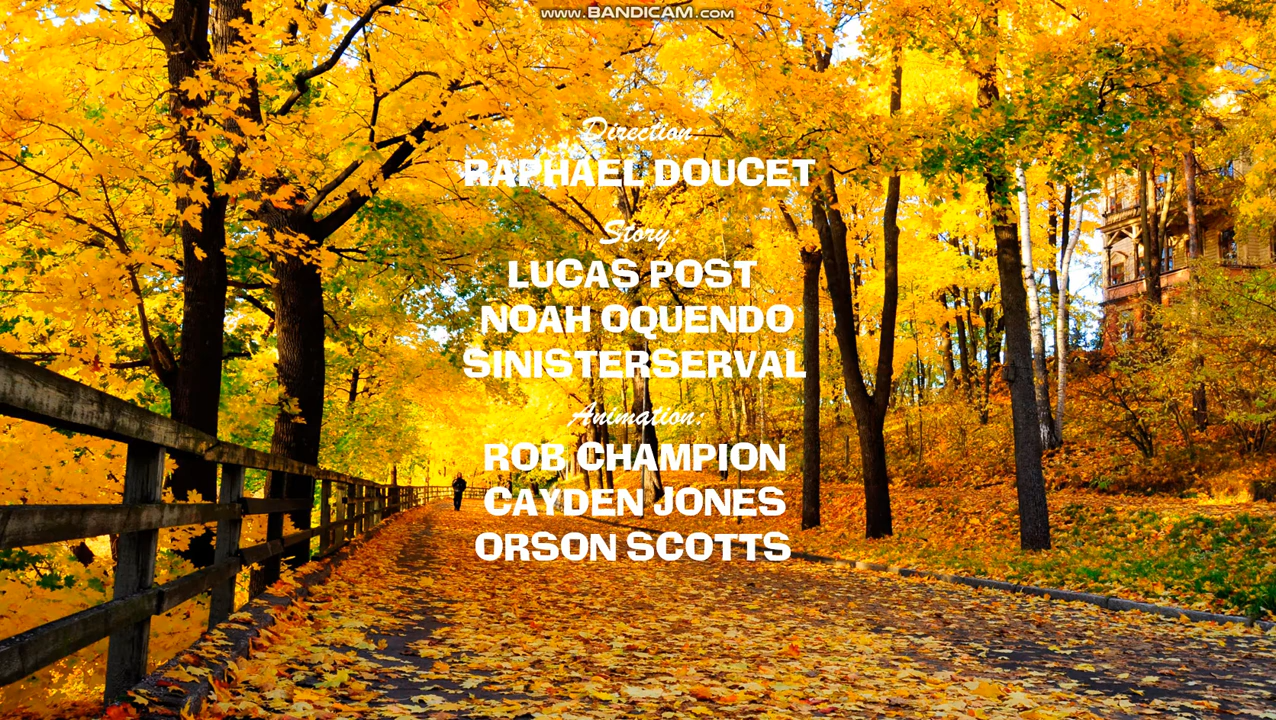 www.BANDICAM.com
Direction:
RAPHAEL DOUCET
Story:
LUCAS POST
NOAH OQUENDO
SINISTERSERVAL
Animation:
ROB CHAMPION
CAYDEN JONES
ORSON SCOTTS